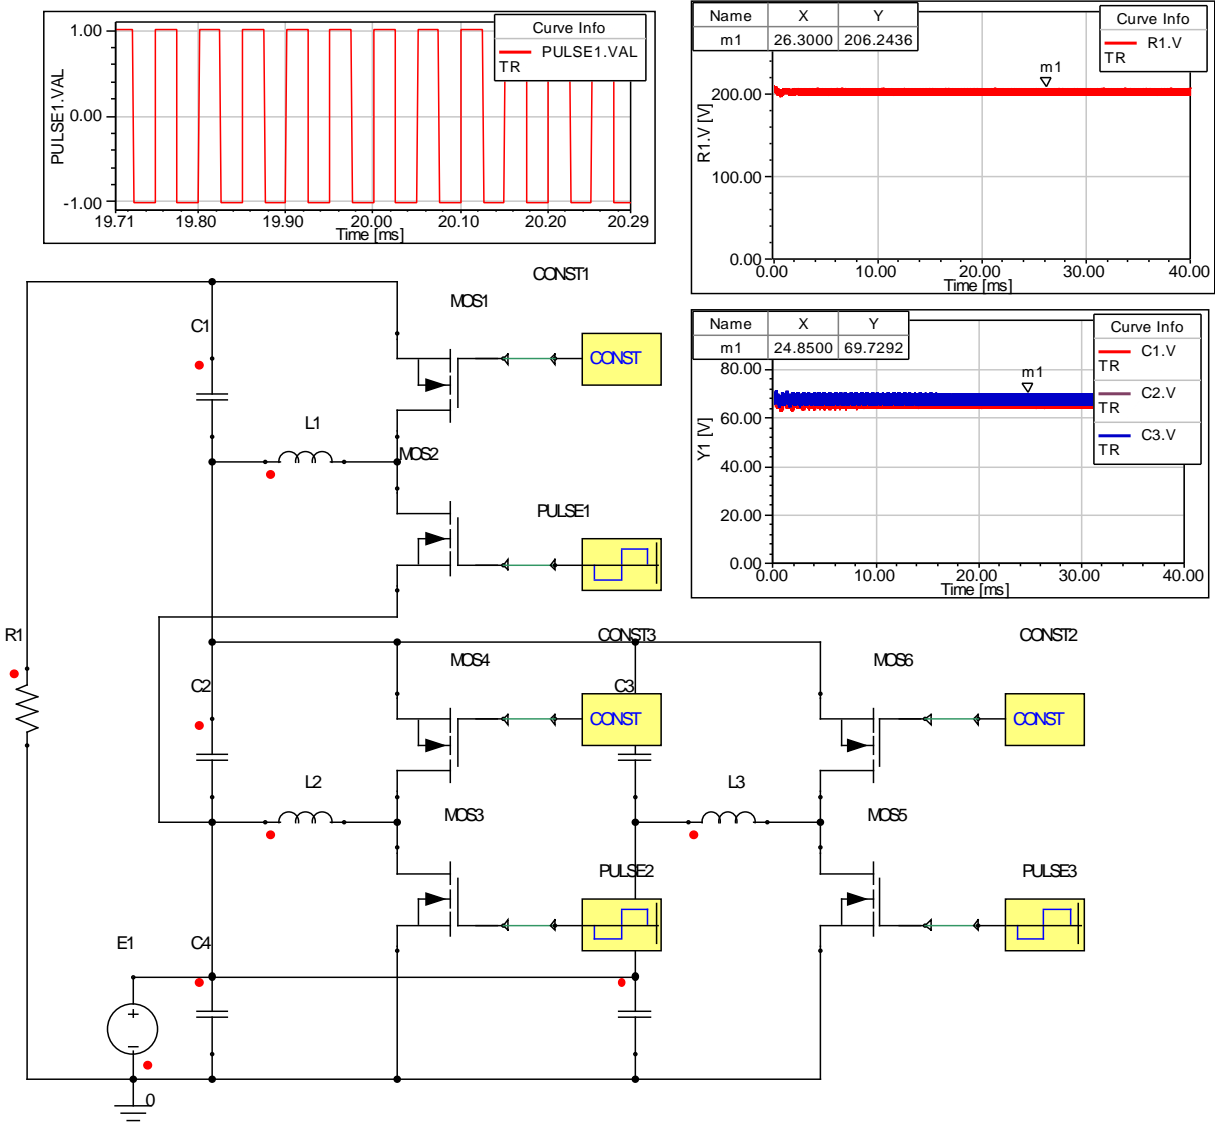 Curve Info
PULSE1.VAL
TR
1.00
0.00
-1.00
PULSE1.VAL
19.71 19.80 19.90 20.00 20.10 20.20 20.29
Time [ms]
Name X Y
m1 26.3000 206.2436
Curve Info
R1.V
TR
m1
200.00
100.00
0.00
R1.V [V]
0.00 10.00 20.00 30.00 40.00
Time [ms]
Name X Y
m1 24.8500 69.7292
Curve Info
C1.V
TR
C2.V
TR
C3.V
TR
m1
80.00
60.00
40.00
20.00
0.00
Y1 [V]
0.00 10.00 20.00 30.00 40.00
Time [ms]
CONST1
MOS1
C1
CONST
L1
MOS2
PULSE1
R1
CONST3
CONST2
MOS4
MOS6
C2
C3
CONST
CONST
L2
L3
MOS3
MOS5
PULSE2
PULSE3
E1
C4
0